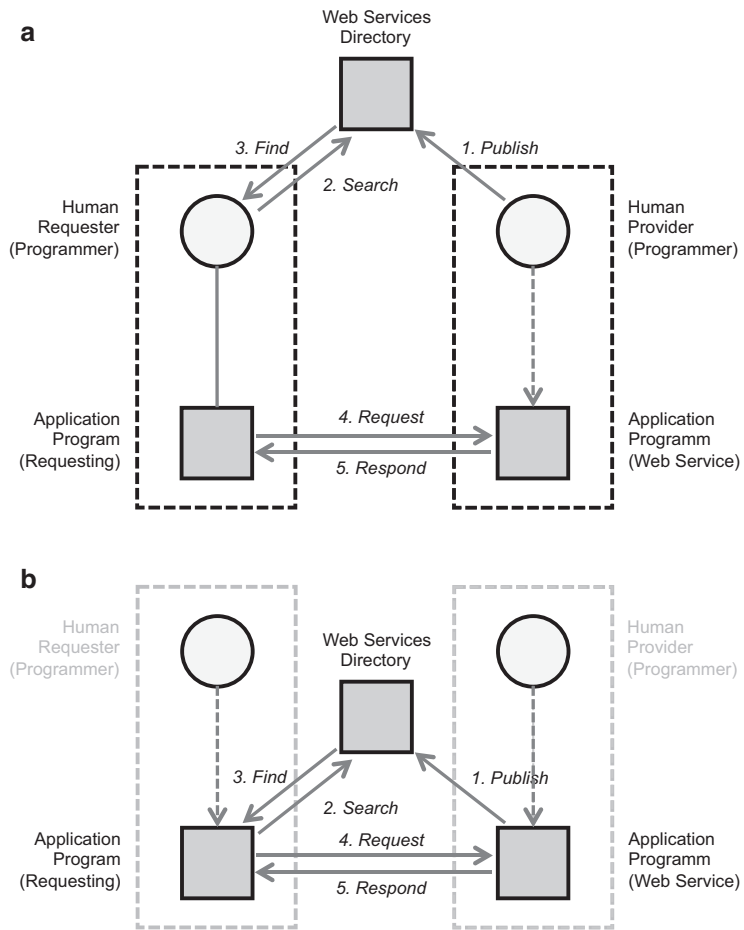 a
Web Services
Directory
3. Find
1. Publish
2. Search
Human
Requester
(Programmer)
Human
Provider
(Programmer)
Application
Program
(Requesting)
4. Request
5. Respond
Application
Programm
(Web Service)
b
Human
Requester
(Programmer)
Web Services
Directory
Human
Provider
(Programmer)
3. Find
1. Publish
2. Search
Application
Program
(Requesting)
4. Request
5. Respond
Application
Programm
(Web Service)